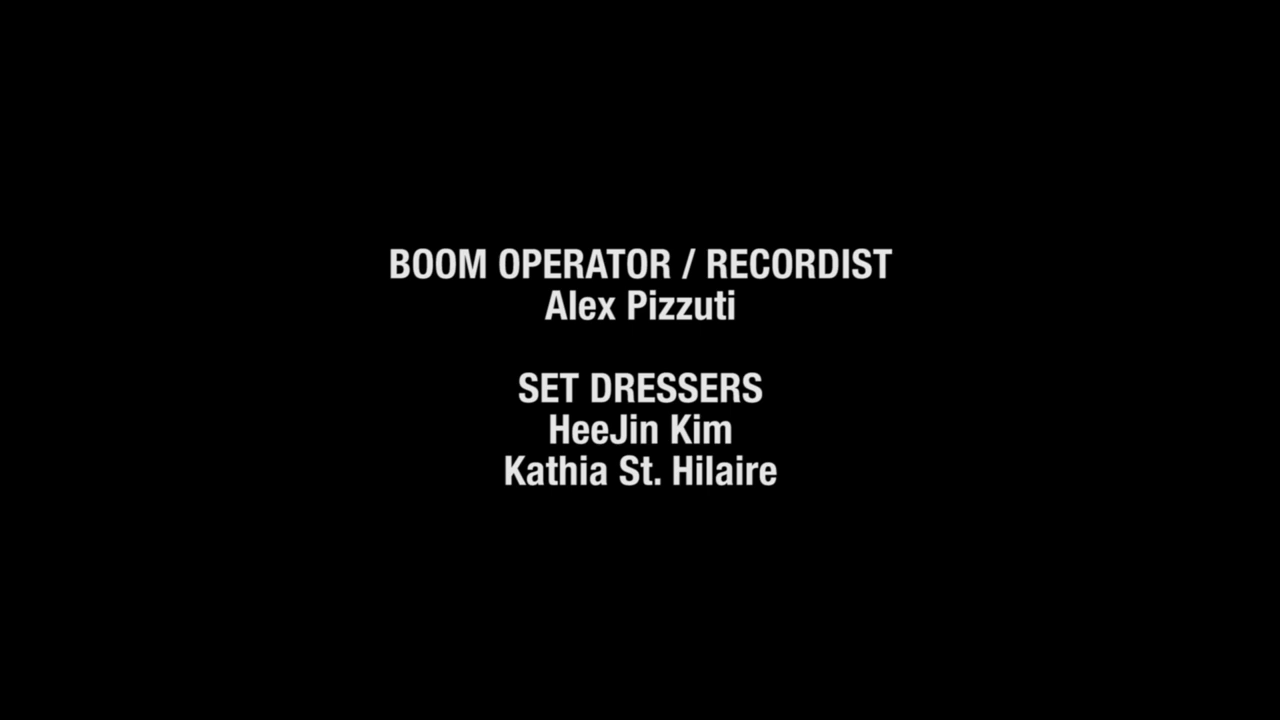 BOOM OPERATOR / RECORDIST
Alex Pizzuti
SET DRESSERS
HeeJin Kim
Kathia St. Hilaire